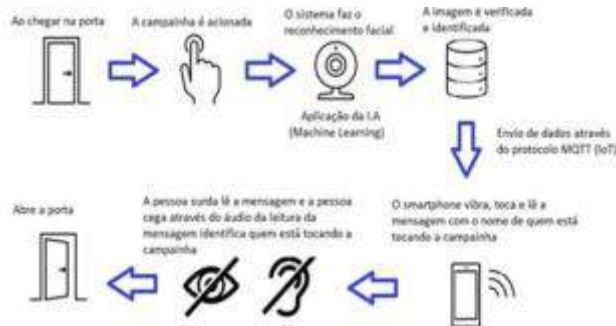 Ao chegar na porta
A campainha é acionada
O sistema faz o
reconhecimento facial
A imagem é verificada
e identificada
Aplicação da I.A
(Machine Learning)
Envio de dados através
do protocolo MQTT (IoT)
O smartphone vibra, toca e lê a
mensagem com o nome de quem está
tocando a campainha
A pessoa surda lê a mensagem e a pessoa
cega através do áudio da leitura da
mensagem identifica quem está tocando a
campainha
Abre a porta